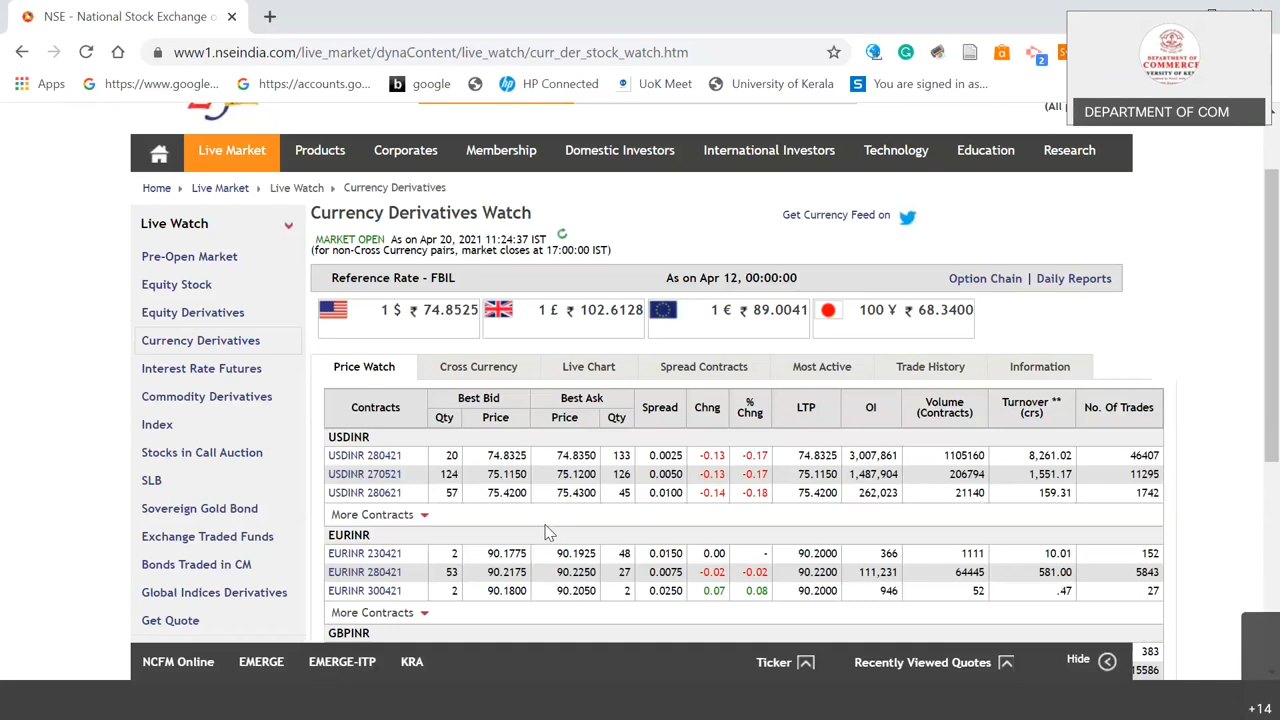 NSE - National Stock Exchange o
www1.nseindia.com/live_market/dynaContent/live_watch/curr_der_stock_watch.htm
2
Apps https://www.google... https://accounts.go... b google HP Connected UoK Meet University of Kerala S You are signed in as...
DEPARTMENT OF
COMMERCE
DEPARTMENT OF COM
(All
Live Market Products Corporates Membership Domestic Investors International Investors Technology Education Research
Home Live Market Live Watch Currency Derivatives
Live Watch
Pre-Open Market
Equity Stock
Equity Derivatives
Currency Derivatives
Interest Rate Futures
Commodity Derivatives
Index
Stocks in Call Auction
SLB
Sovereign Gold Bond
Exchange Traded Funds
Bonds Traded in CM
Global Indices Derivatives
Get Quote
Currency Derivatives Watch
Get Currency Feed on
MARKET OPEN As on Apr 20, 2021 11:24:37 IST
(for non-Cross Currency pairs, market closes at 17:00:00 IST)
Reference Rate - FBIL As on Apr 12, 00:00:00 Option Chain | Daily Reports
1 $ ₹ 74.8525 1 £ ₹ 102.6128 1 € ₹ 89.0041 100 ¥ ₹ 68.3400
Price Watch Cross Currency Live Chart Spread Contracts Most Active Trade History Information
Contracts Best Bid Best Ask Spread Chng % Chng LTP OI Volume (Contracts) Turnover ** (crs) No. Of Trades
Qty Price Price Qty
USDINR
USDINR 280421 20 74.8325 74.8350 133 0.0025 -0.13 -0.17 74.8325 3,007,861 1105160 8,261.02 46407
USDINR 270521 124 75.1150 75.1200 126 0.0050 -0.13 -0.17 75.1150 1,487,904 206794 1,551.17 11295
USDINR 280621 57 75.4200 75.4300 45 0.0100 -0.14 -0.18 75.4200 262,023 21140 159.31 1742
More Contracts
EURINR
EURINR 230421 2 90.1775 90.1925 48 0.0150 0.00 - 90.2000 366 1111 10.01 152
EURINR 280421 53 90.2175 90.2250 27 0.0075 -0.02 -0.02 90.2200 111,231 64445 581.00 5843
EURINR 300421 2 90.1800 90.2050 2 0.0250 0.07 0.08 90.2000 946 52 .47 27
More Contracts
GBPINR
383
15586
NCFM Online EMERGE EMERGE-ITP KRA Ticker Recently Viewed Quotes Hide
+14